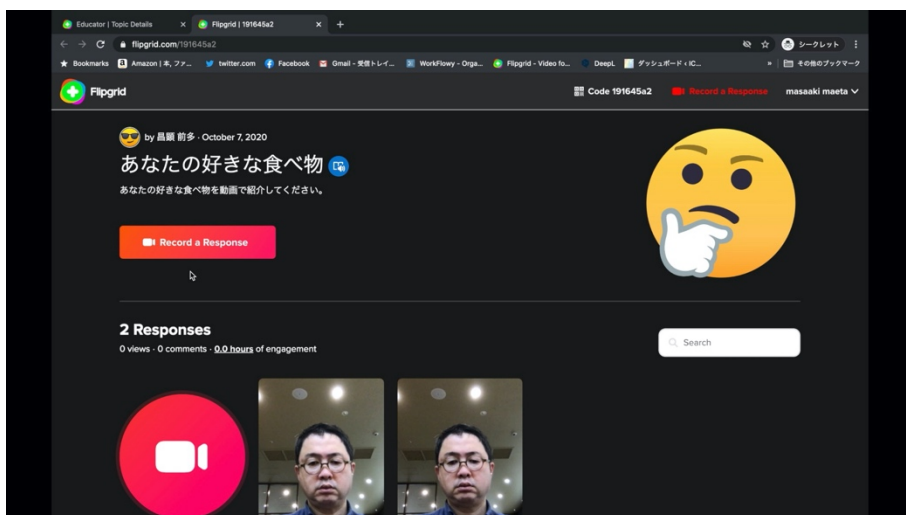 Educator | Topic Details
Flipgrid | 191645a2
flipgrid.com/191645a2
シークレット
Bookmarks
Amazon | 本, ファ...
twitter.com
Facebook
Gmail - 受信トレイ...
WorkFlowy - Orga...
Flipgrid - Video fo...
DeepL
ダッシュボード ‹ IC...
»
その他のブックマーク
Flipgrid
Code 191645a2
Record a Response
masaaki maeta
by 昌顕 前多 · October 7, 2020
あなたの好きな食べ物
あなたの好きな食べ物を動画で紹介してください。
Record a Response
2 Responses
0 views · 0 comments · 0.0 hours of engagement
Search